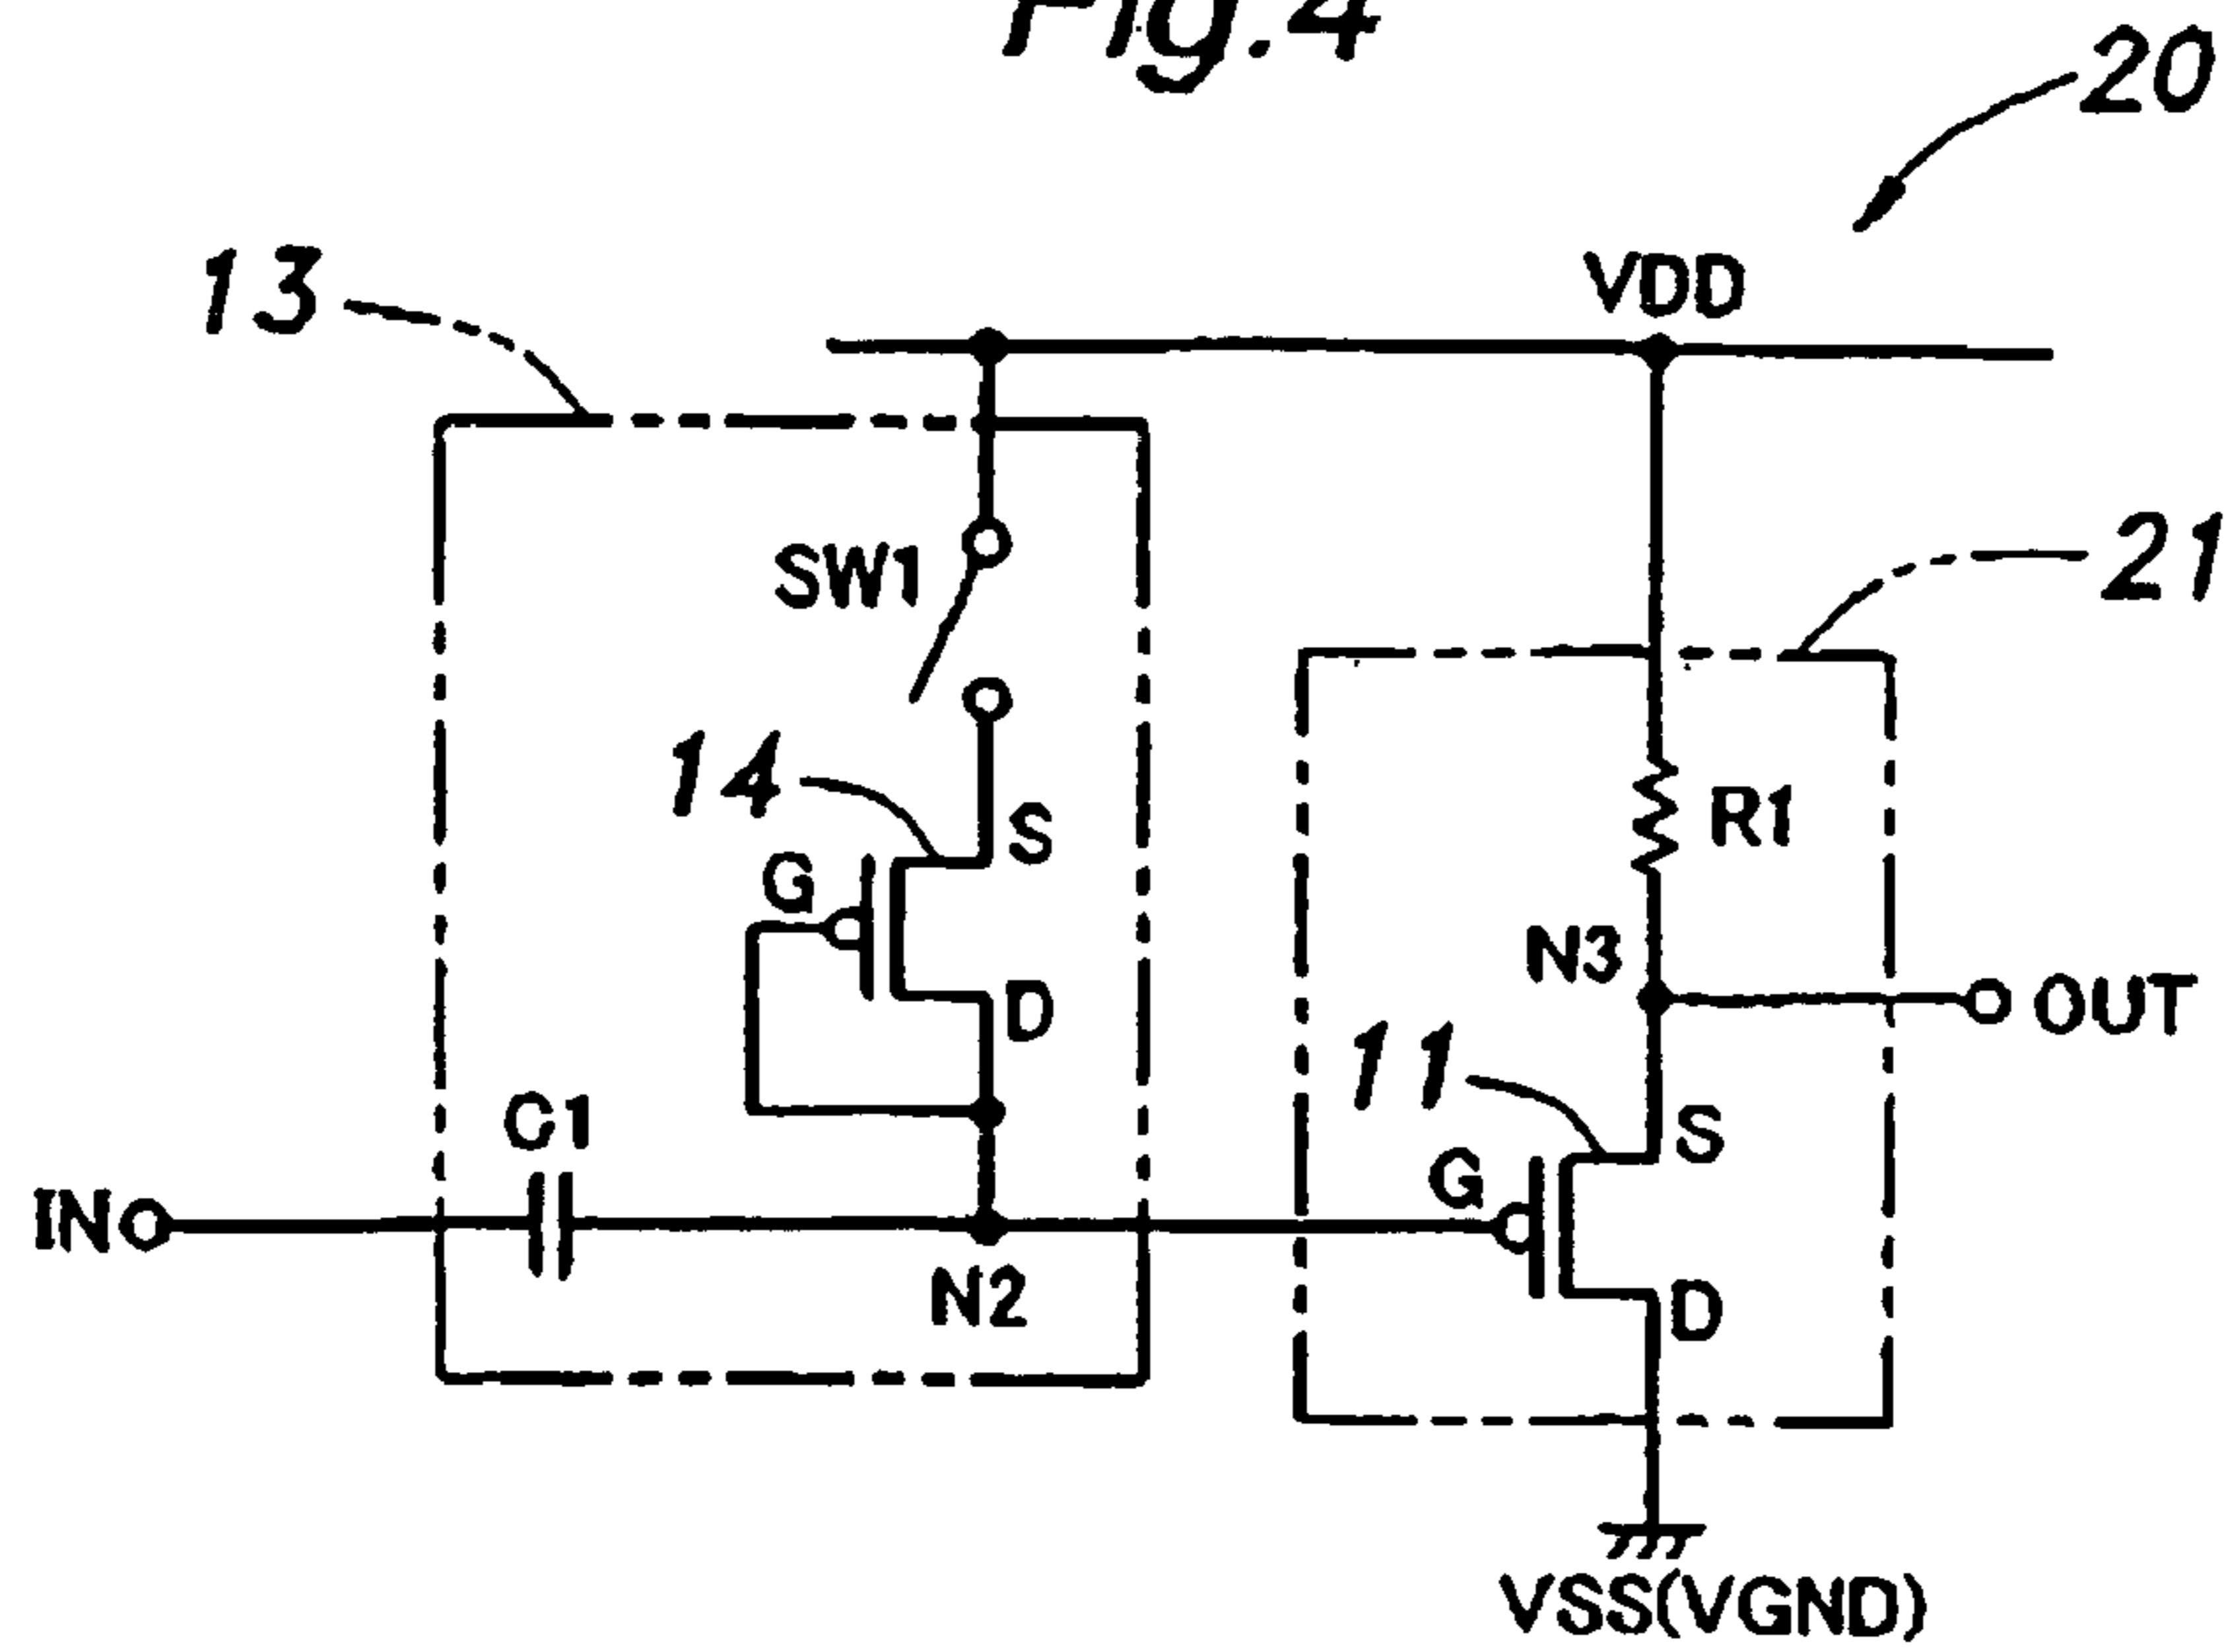 Fig.4
20
13
VDD
SW1
21
14
S
R1
G
N3
D
OUT
11
C1
S
G
IN
N2
D
VSS(VGND)